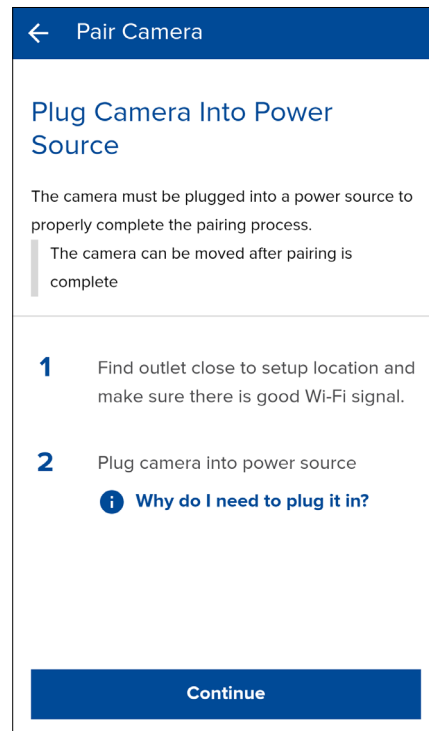 Pair Camera
Plug Camera Into Power
Source
The camera must be plugged into a power source to
properly complete the pairing process.
The camera can be moved after pairing is
complete
1
Find outlet close to setup location and
make sure there is good Wi-Fi signal.
2
Plug camera into power source
i Why do I need to plug it in?
Continue